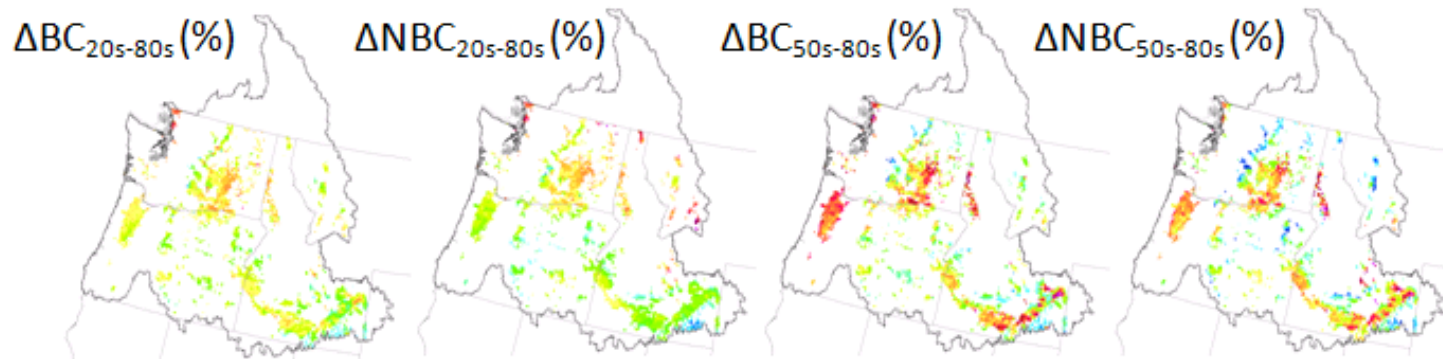 ΔBC20s-80s (%) ΔNBC20s-80s (%) ΔBC50s-80s (%) ΔNBC50s-80s (%)